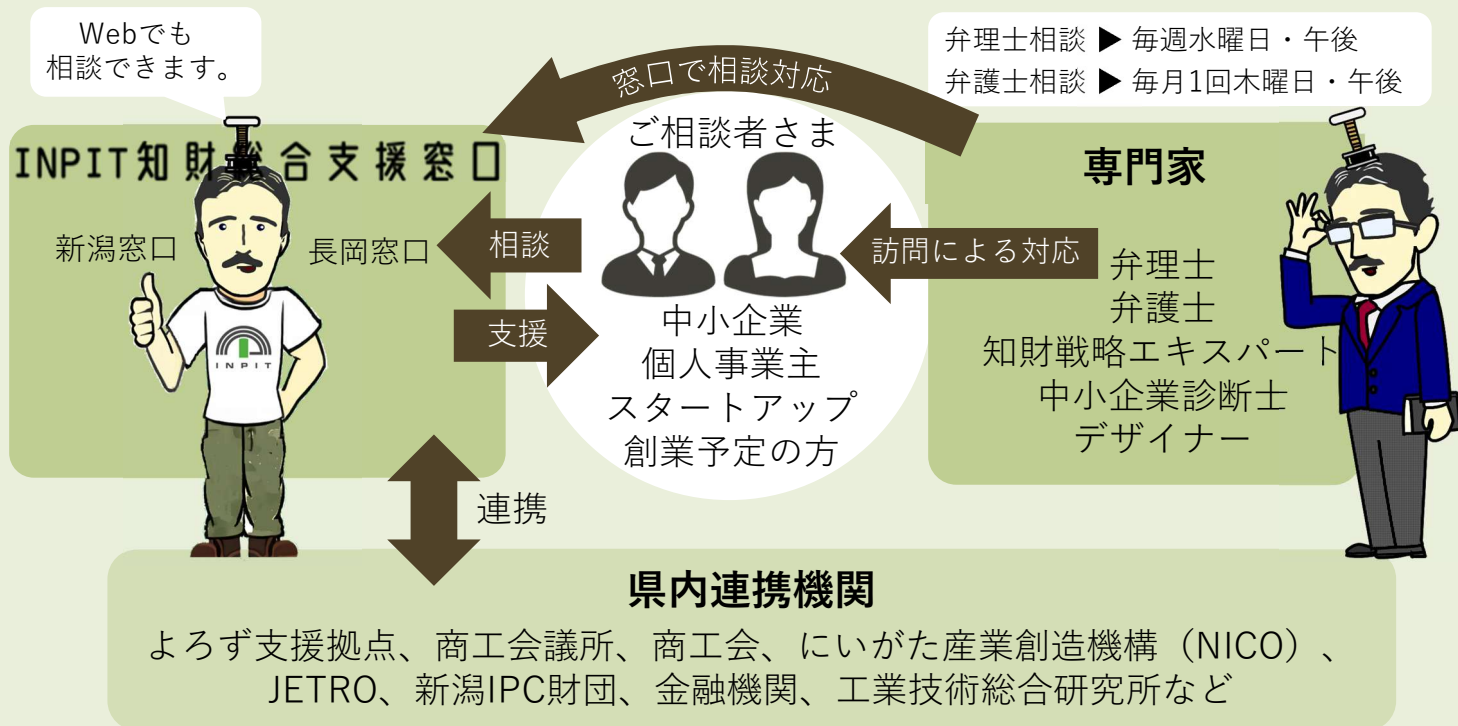 Webでも
相談できます。
弁理士相談 ▶ 毎週水曜日・午後
弁護士相談 ▶ 毎月1回木曜日・午後
窓口で相談対応
INPIT知財総合支援窓口
新潟窓口
長岡窓口
INPIT
相談
支援
ご相談者さま
中小企業
個人事業主
スタートアップ
創業予定の方
訪問による対応
専門家
弁理士
弁護士
知財戦略エキスパート
中小企業診断士
デザイナー
連携
県内連携機関
よろず支援拠点、商工会議所、商工会、にいがた産業創造機構（NICO）、
JETRO、新潟IPC財団、金融機関、工業技術総合研究所など